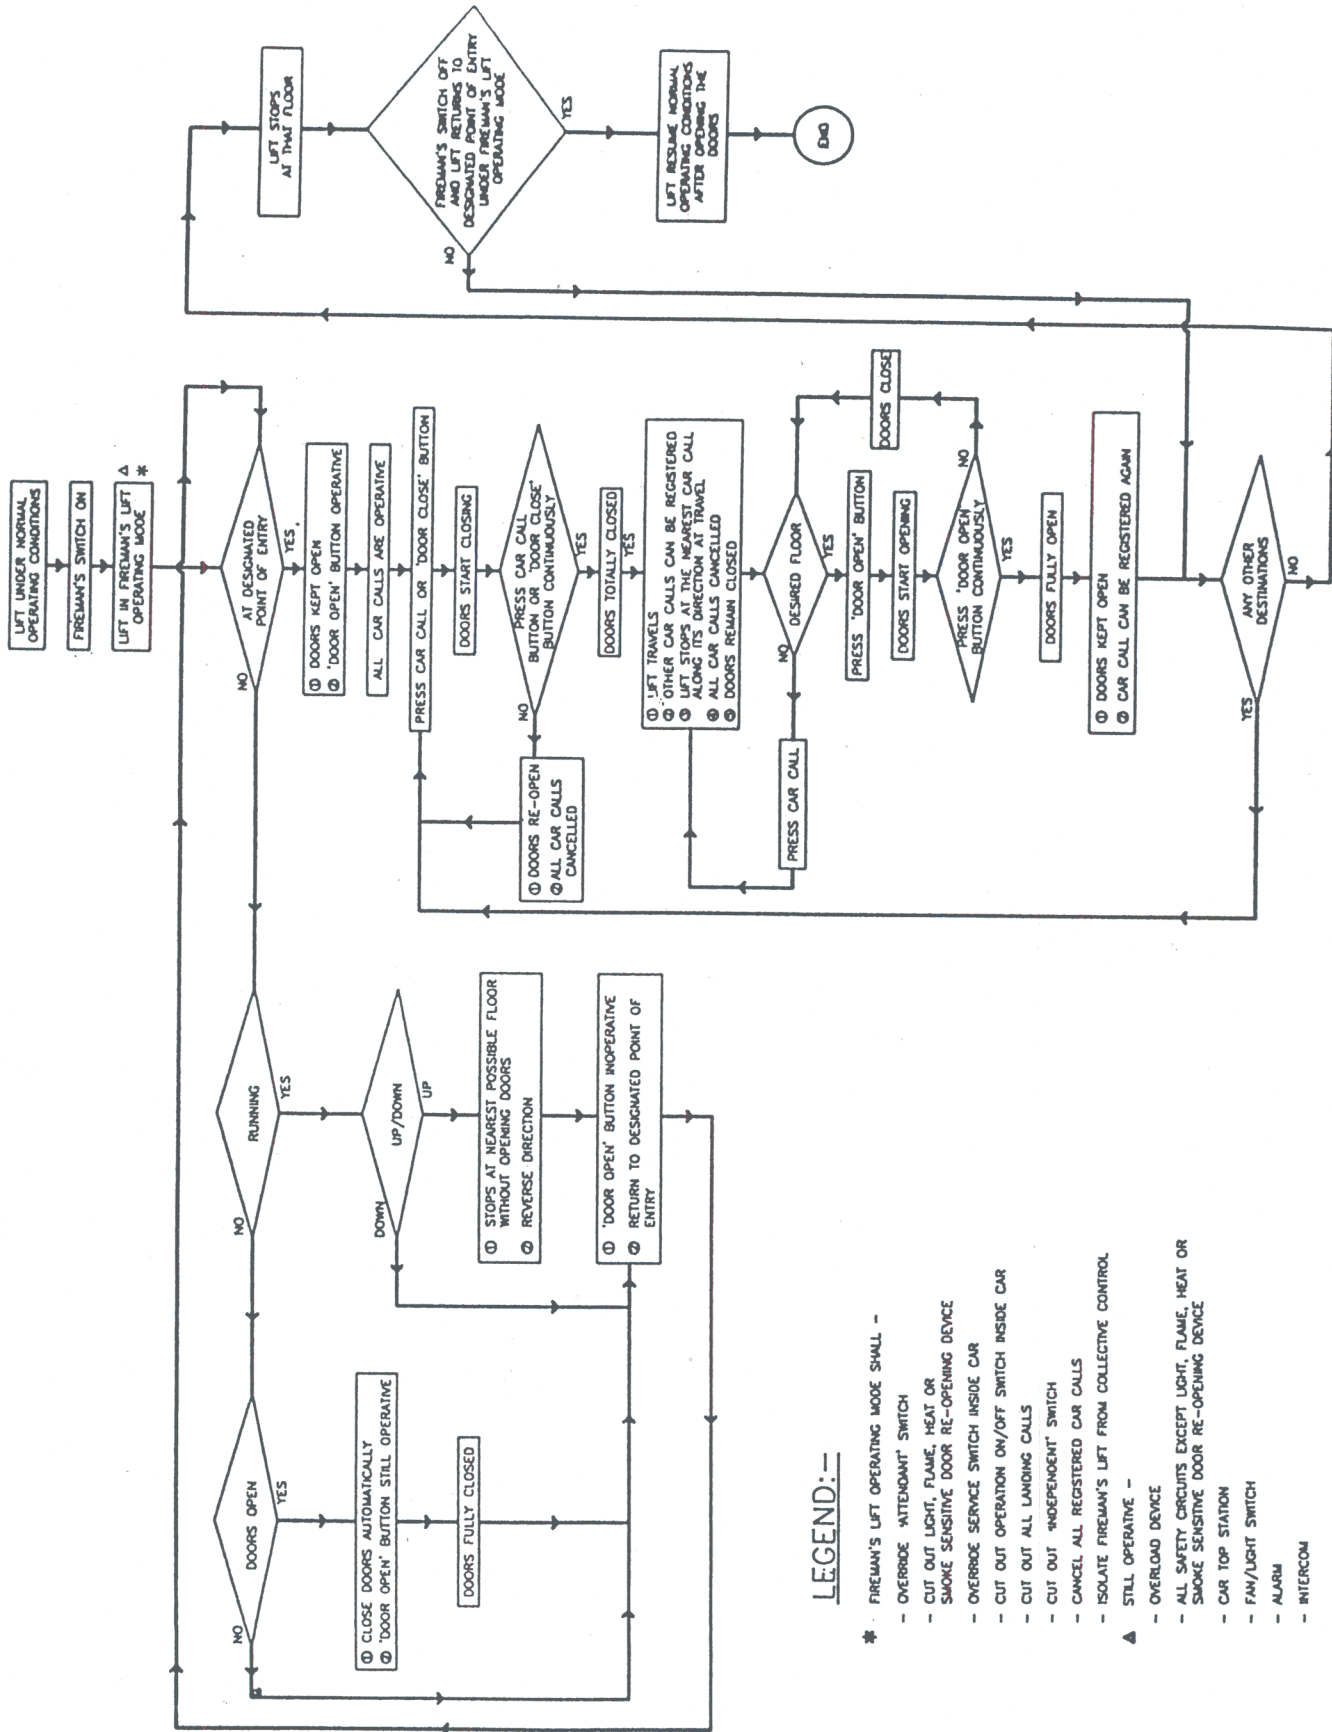 LIFT UNDER NORMAL
OPERATING CONDITIONS
FIREMAN'S SWITCH ON
LIFT IN FIREMAN'S LIFT Δ
OPERATING MODE *
AT DESIGNATED
POINT OF ENTRY
NO
YES.
① DOORS KEPT OPEN
② 'DOOR OPEN' BUTTON OPERATIVE
ALL CAR CALLS ARE OPERATIVE
PRESS CAR CALL OR 'DOOR CLOSE' BUTTON
DOORS START CLOSING
PRESS CAR CALL
BUTTON OR 'DOOR CLOSE'
BUTTON CONTINUOUSLY
NO
YES
① DOORS RE-OPEN
② ALL CAR CALLS
CANCELLED
DOORS TOTALLY CLOSED
YES
① LIFT TRAVELS
② OTHER CAR CALLS CAN BE REGISTERED
③ LIFT STOPS AT THE NEAREST CAR CALL
ALONG ITS DIRECTION AT TRAVEL
④ ALL CAR CALLS CANCELLED
⑤ DOORS REMAIN CLOSED
DESIRED FLOOR
NO
YES
PRESS CAR CALL
PRESS 'DOOR OPEN' BUTTON
DOORS START OPENING
PRESS 'DOOR OPEN'
BUTTON CONTINUOUSLY
NO
YES
DOORS CLOSE
DOORS FULLY OPEN
① DOORS KEPT OPEN
② CAR CALL CAN BE REGISTERED AGAIN
ANY OTHER
DESTINATIONS
YES
NO
LIFT STOPS
AT THAT FLOOR
FIREMAN'S SWITCH OFF
AND LIFT RETURNS TO
DESIGNATED POINT OF ENTRY
UNDER FIREMAN'S LIFT
OPERATING MODE
NO
YES
LIFT RESUME NORMAL
OPERATING CONDITIONS
AFTER OPENING THE
DOORS
END
RUNNING
NO
YES
UP/DOWN
DOWN
UP
① STOPS AT NEAREST POSSIBLE FLOOR
WITHOUT OPENING DOORS
② REVERSE DIRECTION
① 'DOOR OPEN' BUTTON INOPERATIVE
② RETURN TO DESIGNATED POINT OF
ENTRY
DOORS OPEN
NO
YES
① CLOSE DOORS AUTOMATICALLY
② 'DOOR OPEN' BUTTON STILL OPERATIVE
DOORS FULLY CLOSED
LEGEND:—
* FIREMAN'S LIFT OPERATING MODE SHALL -
- OVERRIDE 'ATTENDANT' SWITCH
- CUT OUT LIGHT, FLAME, HEAT OR
SMOKE SENSITIVE DOOR RE-OPENING DEVICE
- OVERRIDE SERVICE SWITCH INSIDE CAR
- CUT OUT OPERATION ON/OFF SWITCH INSIDE CAR
- CUT OUT ALL LANDING CALLS
- CUT OUT 'INDEPENDENT' SWITCH
- CANCEL ALL REGISTERED CAR CALLS
- ISOLATE FIREMAN'S LIFT FROM COLLECTIVE CONTROL
Δ STILL OPERATIVE -
- OVERLOAD DEVICE
- ALL SAFETY CIRCUITS EXCEPT LIGHT, FLAME, HEAT OR
SMOKE SENSITIVE DOOR RE-OPENING DEVICE
- CAR TOP STATION
- FAN/LIGHT SWITCH
- ALARM
- INTERCOM